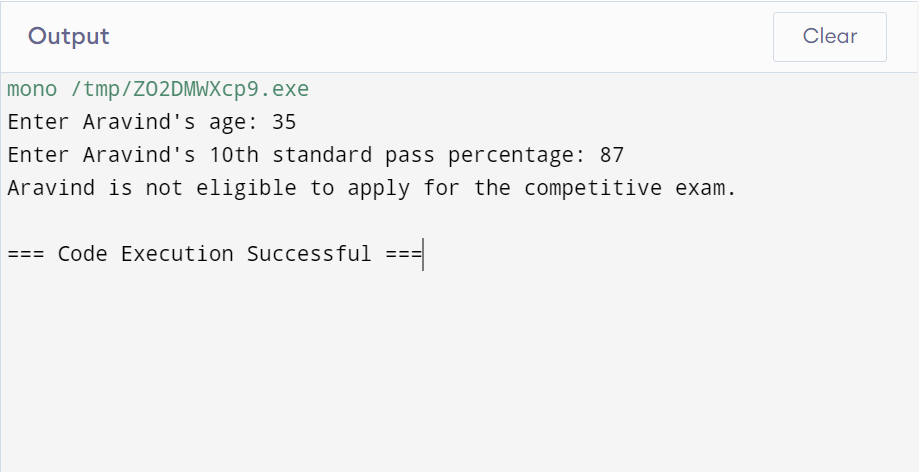 Output
Clear
mono /tmp/ZO2DMWXcp9.exe
Enter Aravind's age: 35
Enter Aravind's 10th standard pass percentage: 87
Aravind is not eligible to apply for the competitive exam.
=== Code Execution Successful ===